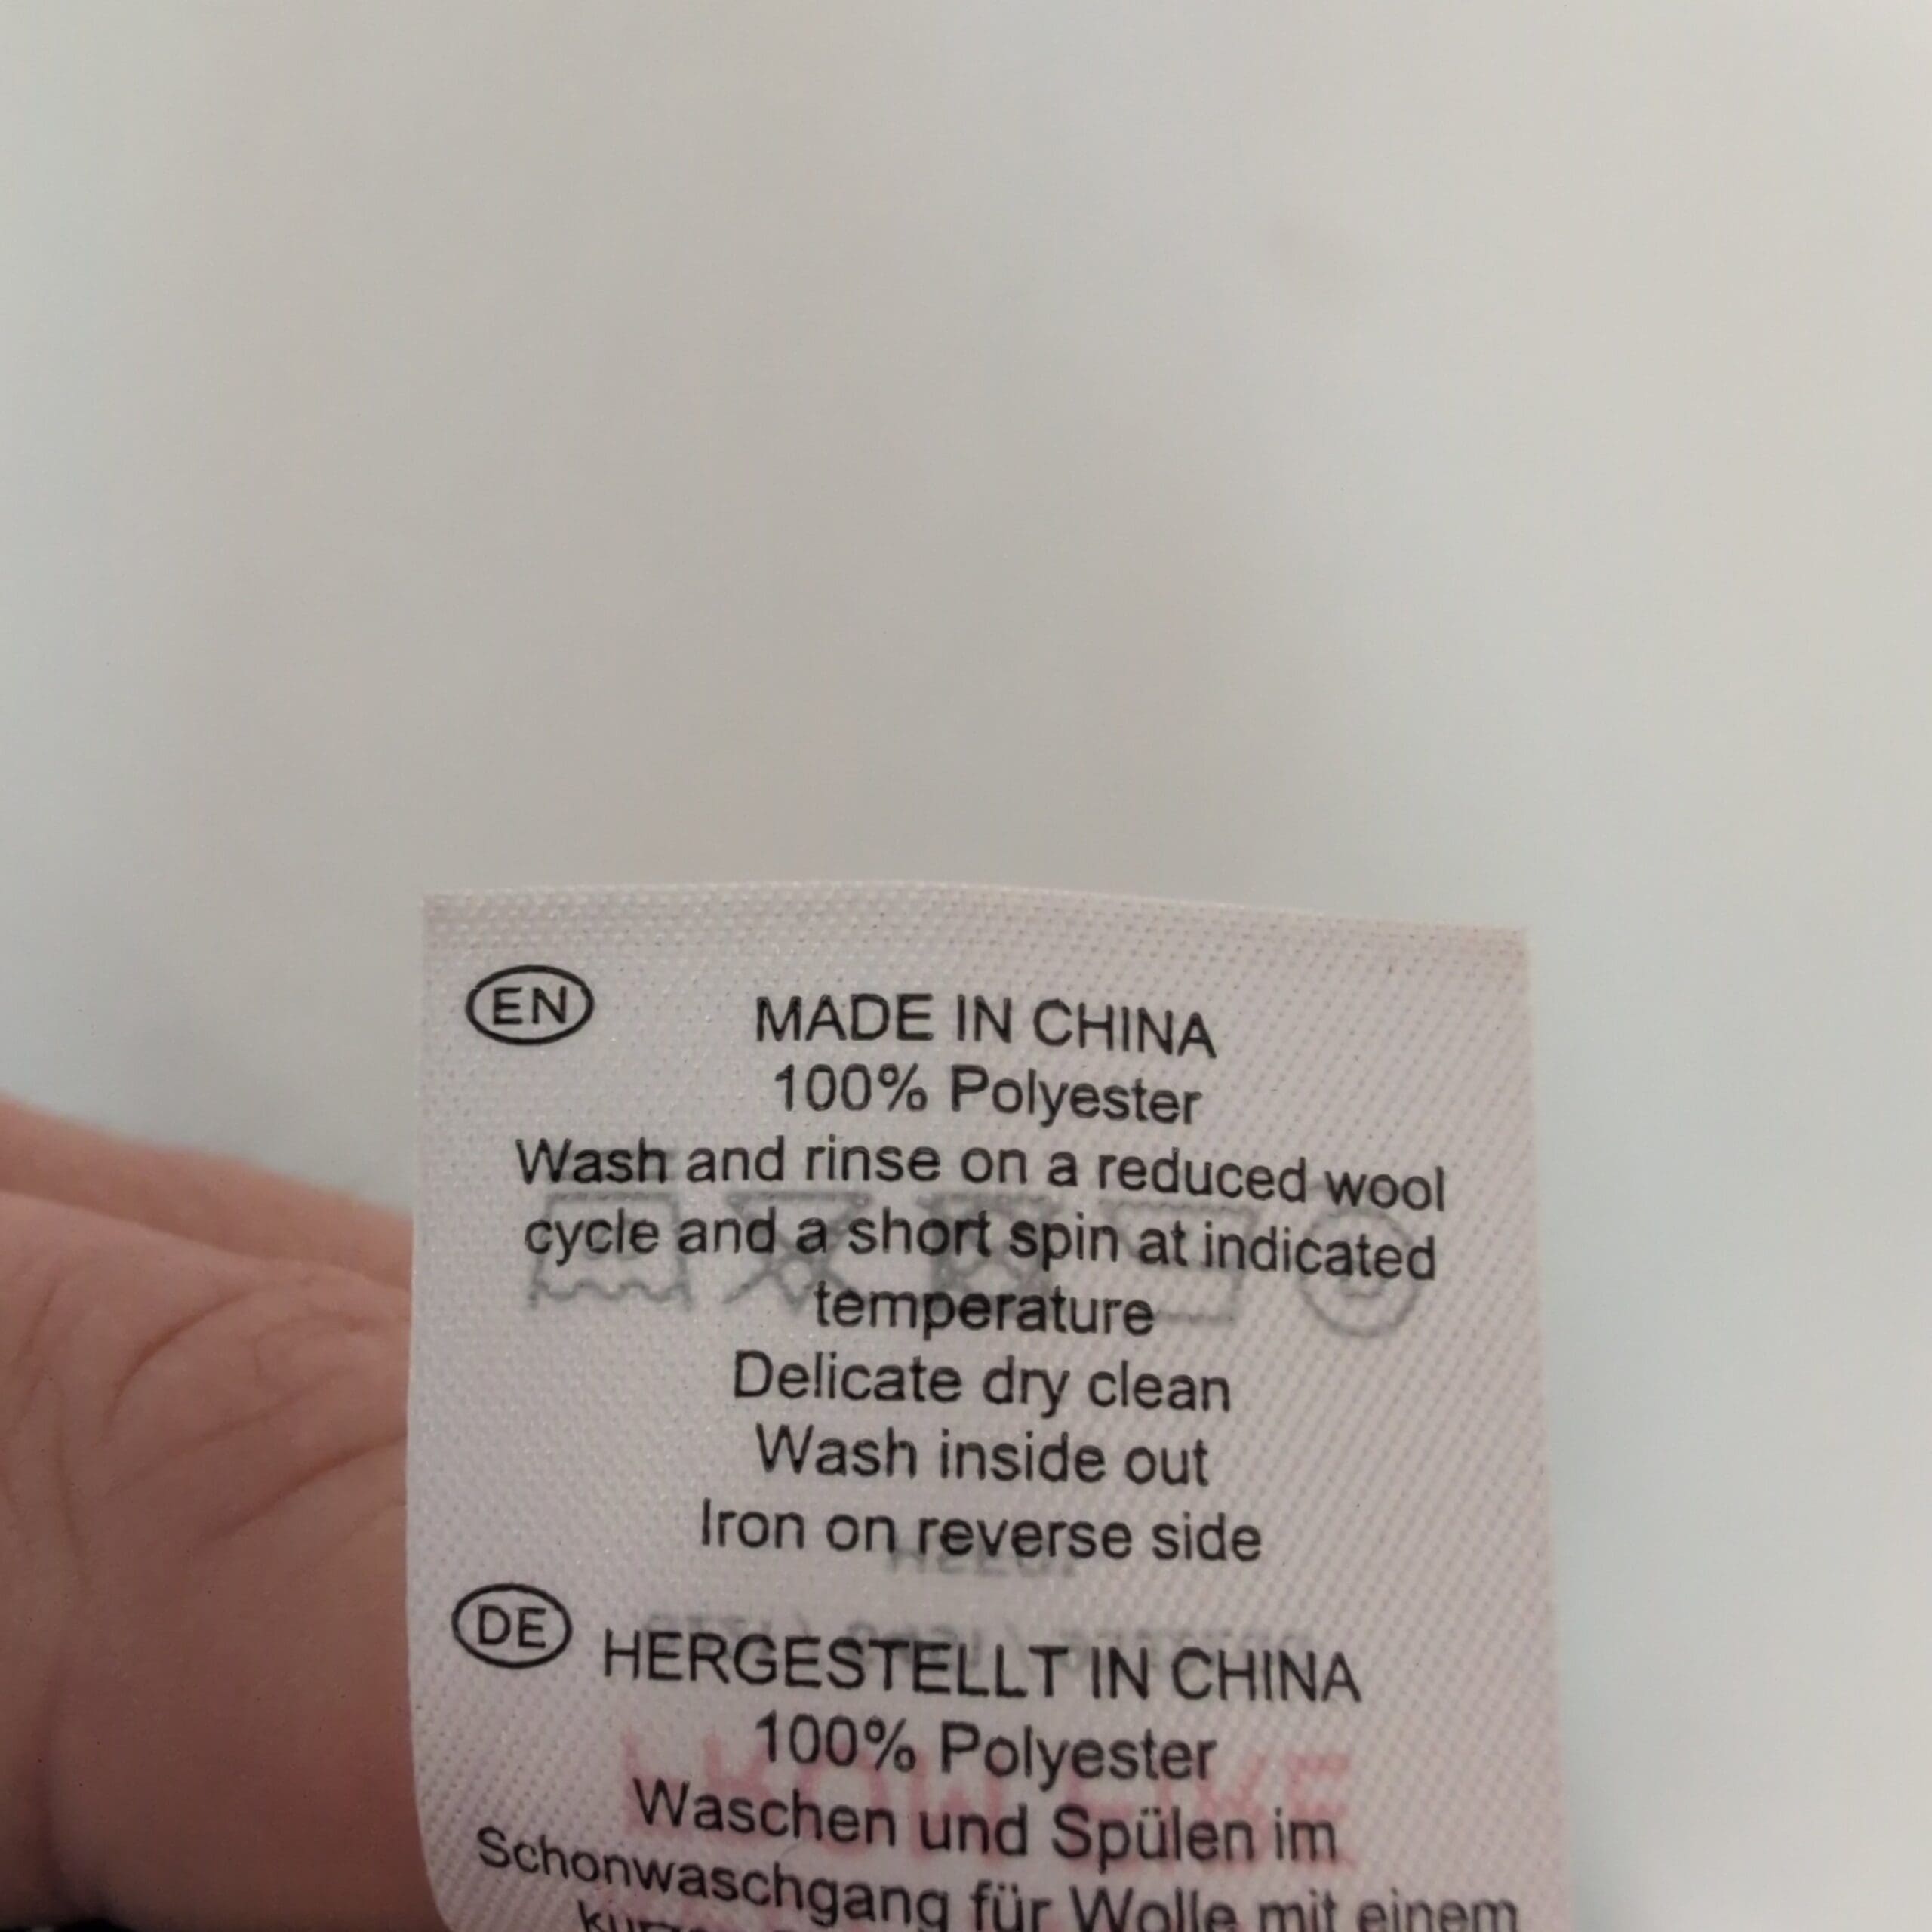 EN
MADE IN CHINA
100% Polyester
Wash and rinse on a reduced wool
cycle and a short spin at indicated
temperature
Delicate dry clean
Wash inside out
Iron on reverse side
DE
HERGESTELLT IN CHINA
100% Polyester
Waschen und Spülen im
Schonwaschgang für Wolle mit einem